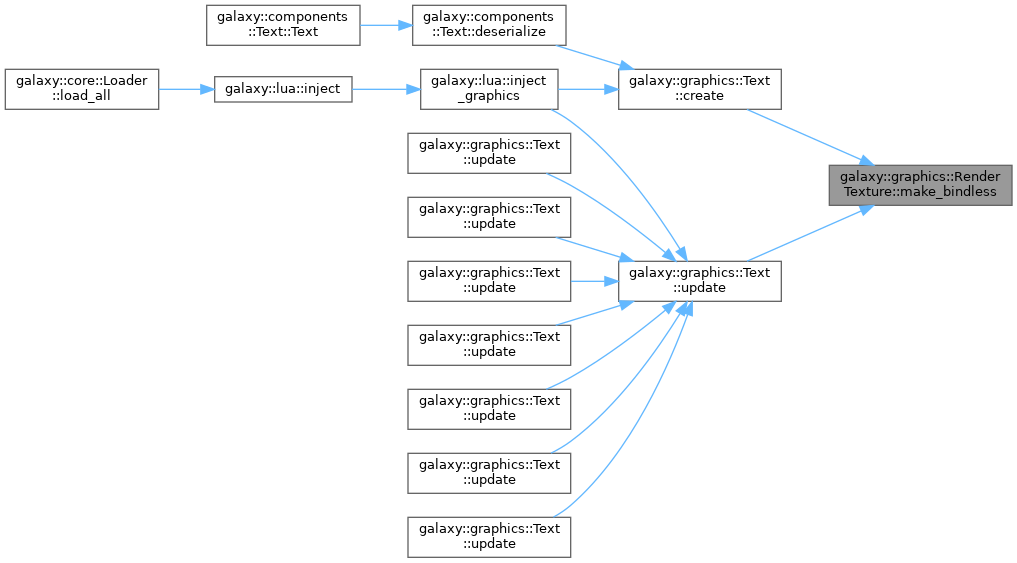 galaxy::components
::Text::Text
galaxy::components
::Text::deserialize
galaxy::core::Loader
::load_all
galaxy::lua::inject
galaxy::lua::inject
_graphics
galaxy::graphics::Text
::create
galaxy::graphics::Text
::update
galaxy::graphics::Render
Texture::make_bindless
galaxy::graphics::Text
::update
galaxy::graphics::Text
::update
galaxy::graphics::Text
::update
galaxy::graphics::Text
::update
galaxy::graphics::Text
::update
galaxy::graphics::Text
::update
galaxy::graphics::Text
::update